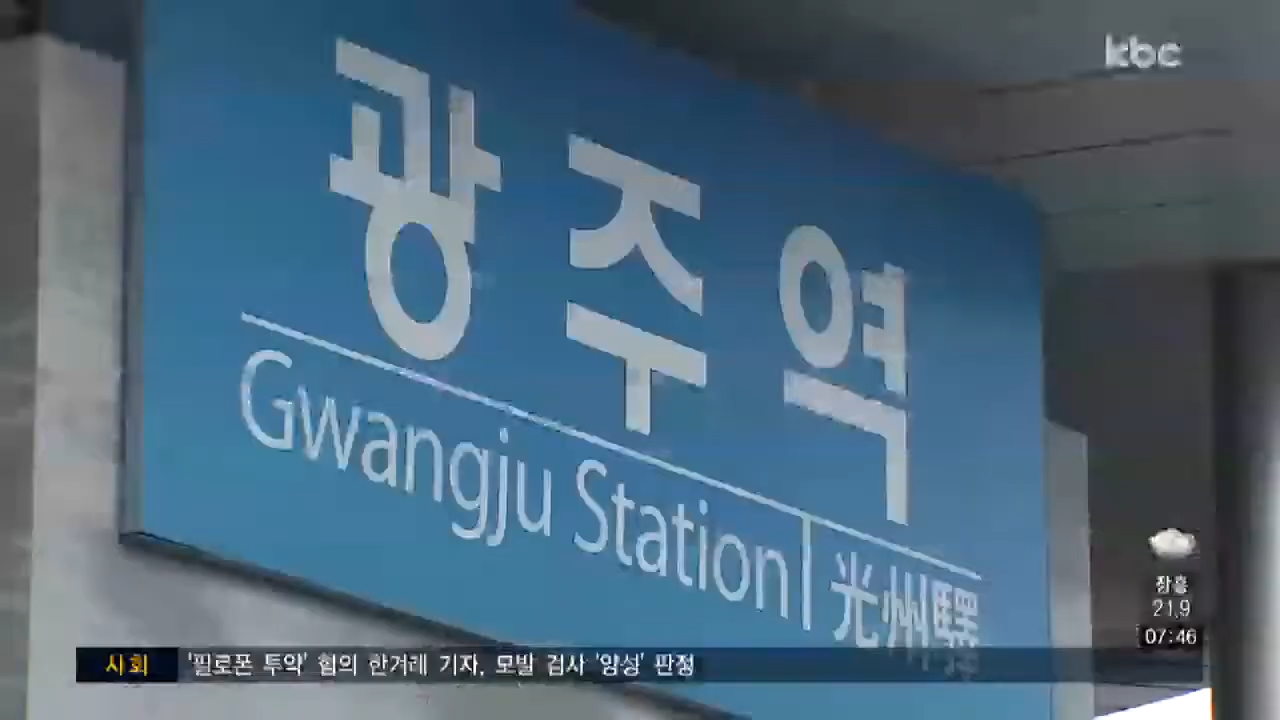 kbc
광주역
Gwangju Station
光州驛
장흥
21.9
07:46
사회 '필로폰 투약' 혐의 한겨레 기자, 모발 검사 '양성' 판정